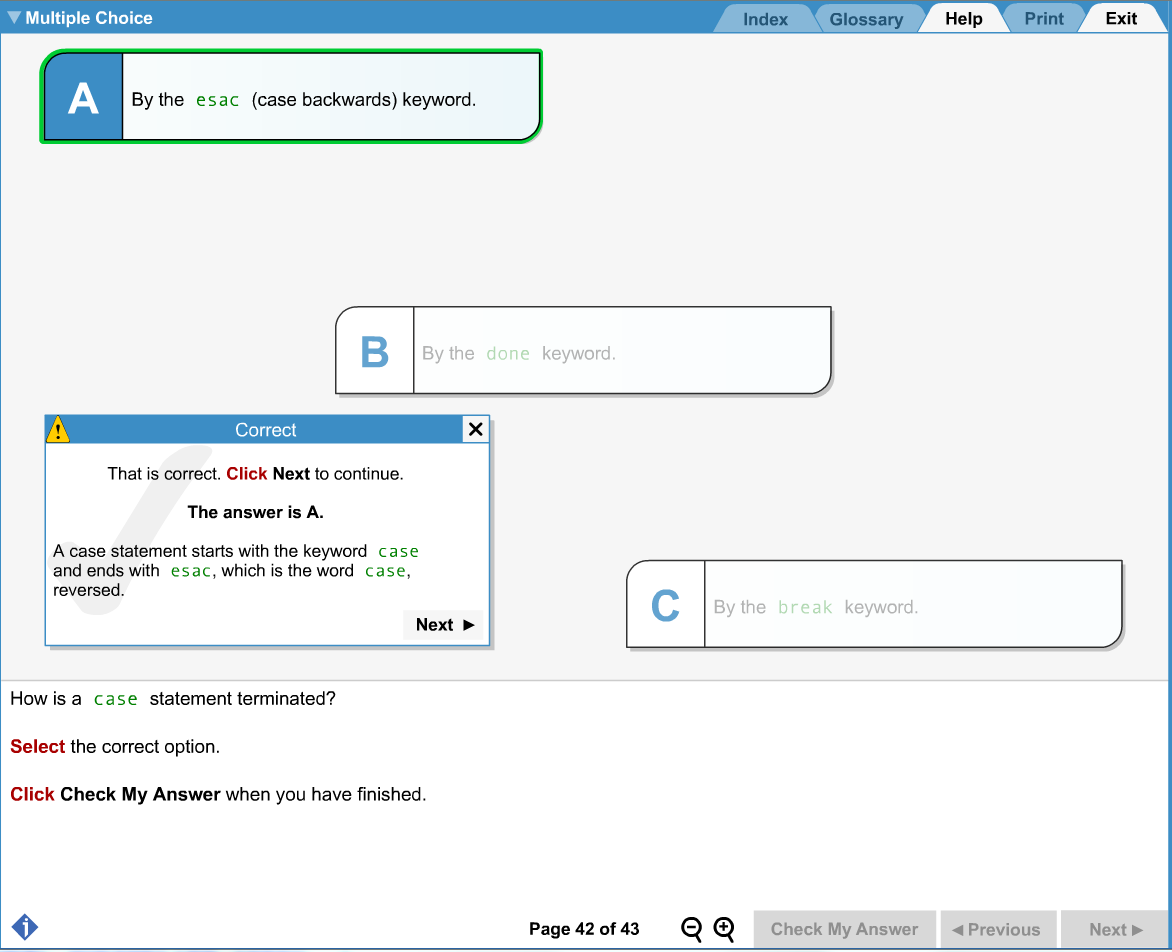 Multiple Choice
Index
Glossary
Help
Print
Exit
A
By the esac (case backwards) keyword.
B
By the done keyword.
Correct
That is correct. Click Next to continue.
The answer is A.
A case statement starts with the keyword case
and ends with esac, which is the word case,
reversed.
Next ►
C
By the break keyword.
How is a case statement terminated?
Select the correct option.
Click Check My Answer when you have finished.
Page 42 of 43
Check My Answer
◄ Previous
Next ►